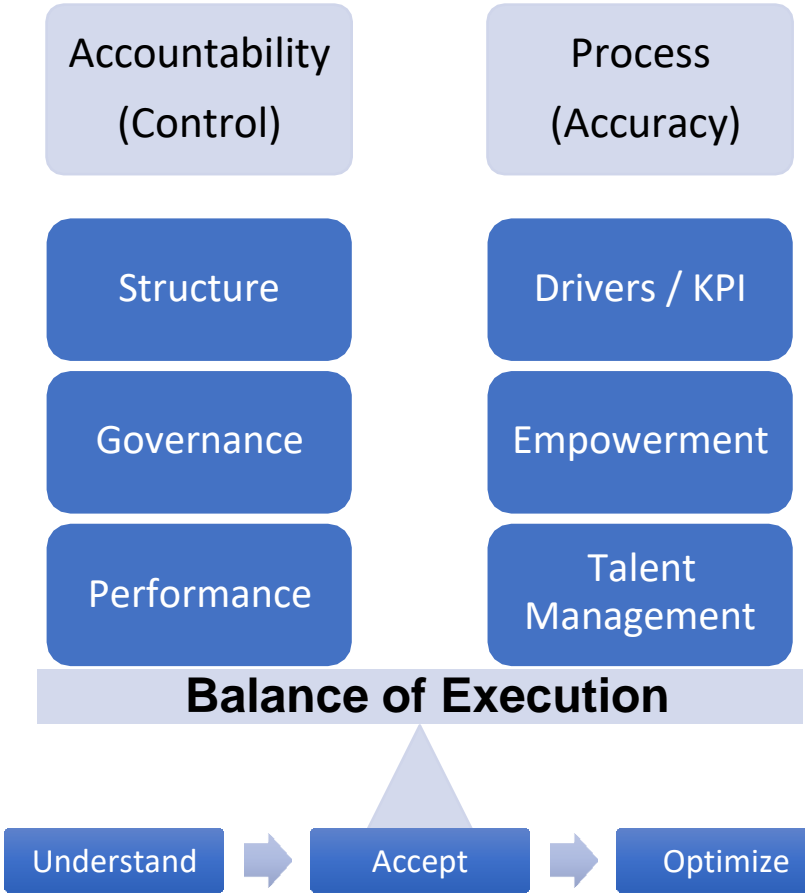 Accountability
(Control)
Process
(Accuracy)
Structure
Drivers / KPI
Governance
Empowerment
Performance
Talent
Management
Balance of Execution
Understand
Accept
Optimize